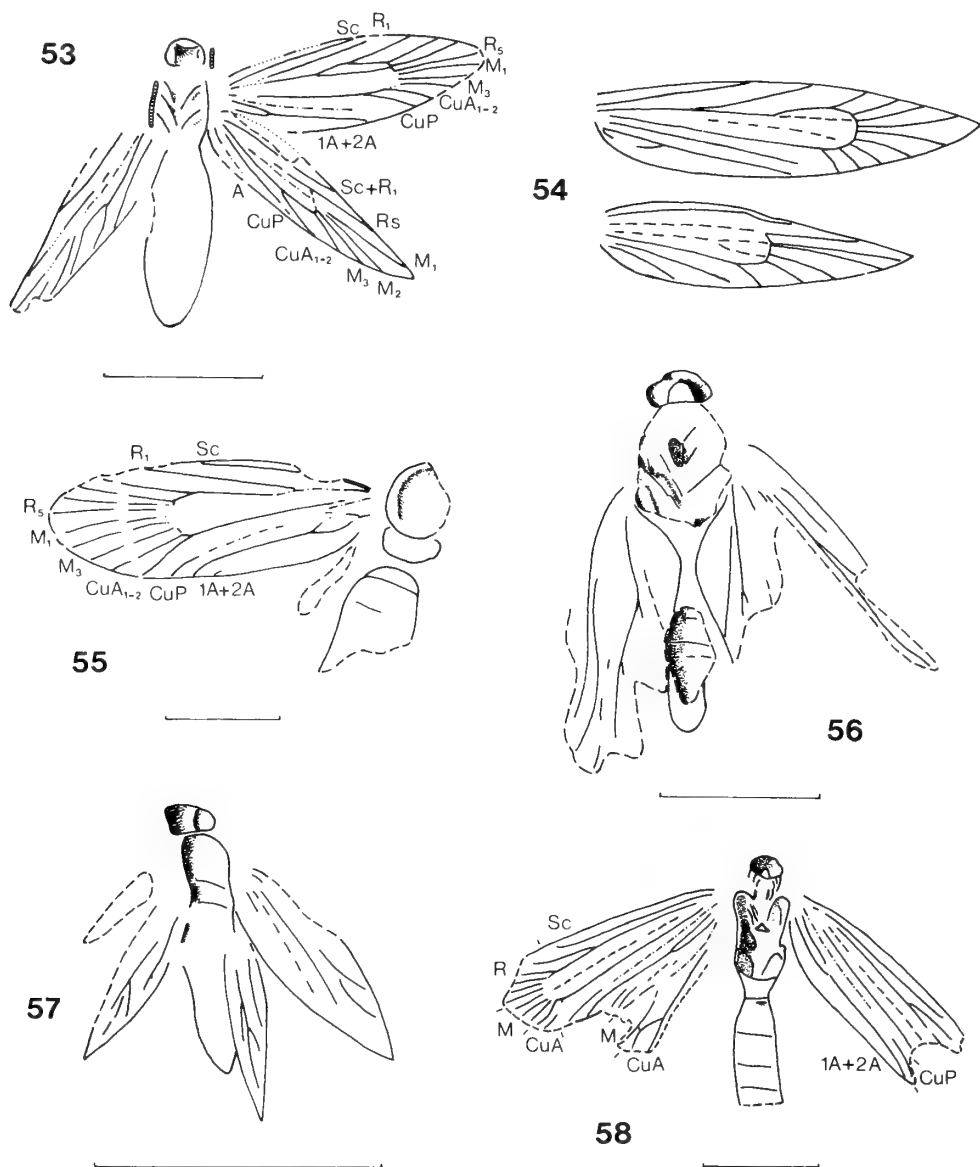 53
Sc R₁
R₅
M₁
M₃
CuA₁₋₂
CuP
1A+2A
Sc+R₁
Rs
M₁
M₂
M₃
CuA₁₋₂
CuP
A
54
R₁ Sc
R₅
M₁
M₃
CuA₁₋₂ CuP 1A+2A
55
56
57
Sc
R
M
CuA
M
CuA
1A+2A
CuP
58